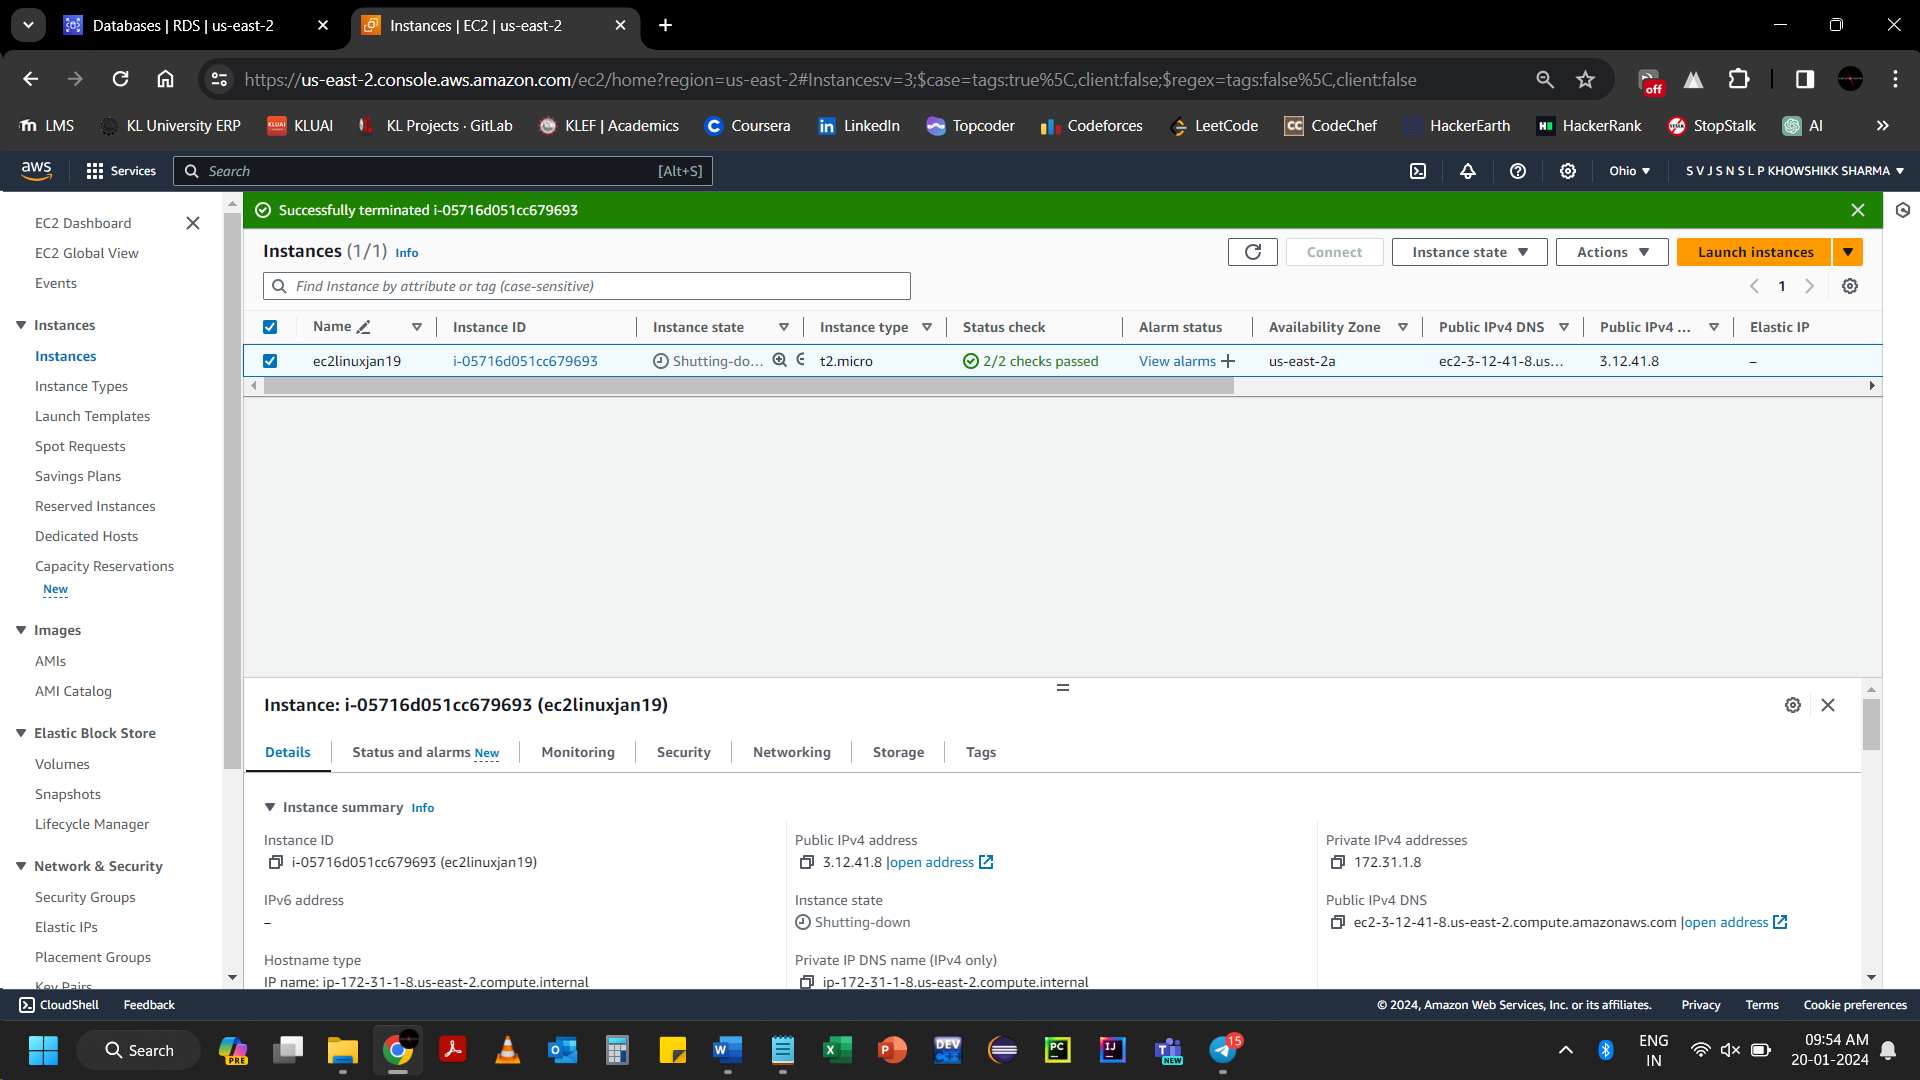 Databases | RDS | us-east-2
Instances | EC2 | us-east-2
https://us-east-2.console.aws.amazon.com/ec2/home?region=us-east-2#Instances:v=3;$case=tags:true%5C,client:false;$regex=tags:false%5C,client:false
off
LMS
KL University ERP
KLUAI
KL Projects · GitLab
KLEF | Academics
Coursera
LinkedIn
Topcoder
Codeforces
LeetCode
CodeChef
HackerEarth
HackerRank
StopStalk
AI
aws
Services
Search
[Alt+S]
Ohio
S V J S N S L P KHOWSHIKK SHARMA
EC2 Dashboard
EC2 Global View
Events
Instances
Instances
Instance Types
Launch Templates
Spot Requests
Savings Plans
Reserved Instances
Dedicated Hosts
Capacity Reservations
New
Images
AMIs
AMI Catalog
Elastic Block Store
Volumes
Snapshots
Lifecycle Manager
Network & Security
Security Groups
Elastic IPs
Placement Groups
Key Pairs
Successfully terminated i-05716d051cc679693
Instances (1/1) Info
Connect
Instance state
Actions
Launch instances
Find Instance by attribute or tag (case-sensitive)
1
Name
Instance ID
Instance state
Instance type
Status check
Alarm status
Availability Zone
Public IPv4 DNS
Public IPv4 ...
Elastic IP
ec2linuxjan19
i-05716d051cc679693
Shutting-do...
t2.micro
2/2 checks passed
View alarms
us-east-2a
ec2-3-12-41-8.us...
3.12.41.8
–
Instance: i-05716d051cc679693 (ec2linuxjan19)
Details
Status and alarms New
Monitoring
Security
Networking
Storage
Tags
Instance summary Info
Instance ID
i-05716d051cc679693 (ec2linuxjan19)
Public IPv4 address
3.12.41.8 |open address
Private IPv4 addresses
172.31.1.8
IPv6 address
–
Instance state
Shutting-down
Public IPv4 DNS
ec2-3-12-41-8.us-east-2.compute.amazonaws.com |open address
Hostname type
IP name: ip-172-31-1-8.us-east-2.compute.internal
Private IP DNS name (IPv4 only)
ip-172-31-1-8.us-east-2.compute.internal
CloudShell
Feedback
© 2024, Amazon Web Services, Inc. or its affiliates.
Privacy
Terms
Cookie preferences
Search
PRE
DEV
C++
PC
IJ
NEW
15
ENG
IN
09:54 AM
20-01-2024